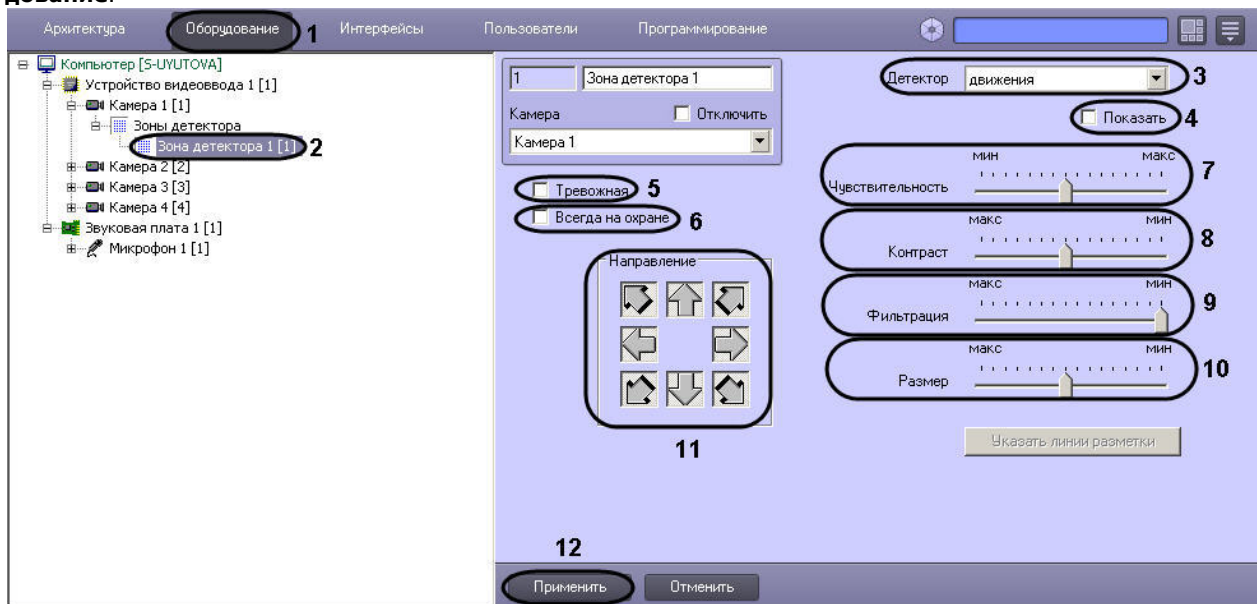 дование.
Архитектура Оборудование 1 Интерфейсы Пользователи Программирование
Компьютер [S-UYUTOVA]
Устройство видеоввода 1 [1]
Камера 1 [1]
Зоны детектора
Зона детектора 1 [1] 2
Камера 2 [2]
Камера 3 [3]
Камера 4 [4]
Звуковая плата 1 [1]
Микрофон 1 [1]
1 Зона детектора 1
Камера Отключить
Камера 1
Тревожная 5
Всегда на охране 6
Направление
11
Детектор движения 3
Показать 4
мин макс
Чувствительность 7
макс мин
Контраст 8
макс мин
Фильтрация 9
макс мин
Размер 10
Указать линии разметки
12
Применить Отменить